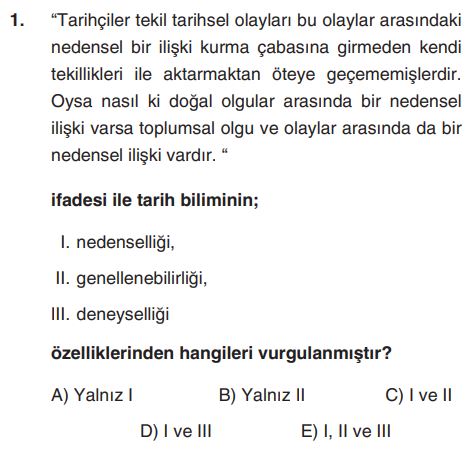 1. “Tarihçiler tekil tarihsel olayları bu olaylar arasındaki
nedensel bir ilişki kurma çabasına girmeden kendi
tekillikleri ile aktarmaktan öteye geçememişlerdir.
Oysa nasıl ki doğal olgular arasında bir nedensel
ilişki varsa toplumsal olgu ve olaylar arasında da bir
nedensel ilişki vardır. “
ifadesi ile tarih biliminin;
I. nedenselliği,
II. genellenebilirliği,
III. deneyselliği
özelliklerinden hangileri vurgulanmıştır?
A) Yalnız I B) Yalnız II C) I ve II
D) I ve III E) I, II ve III